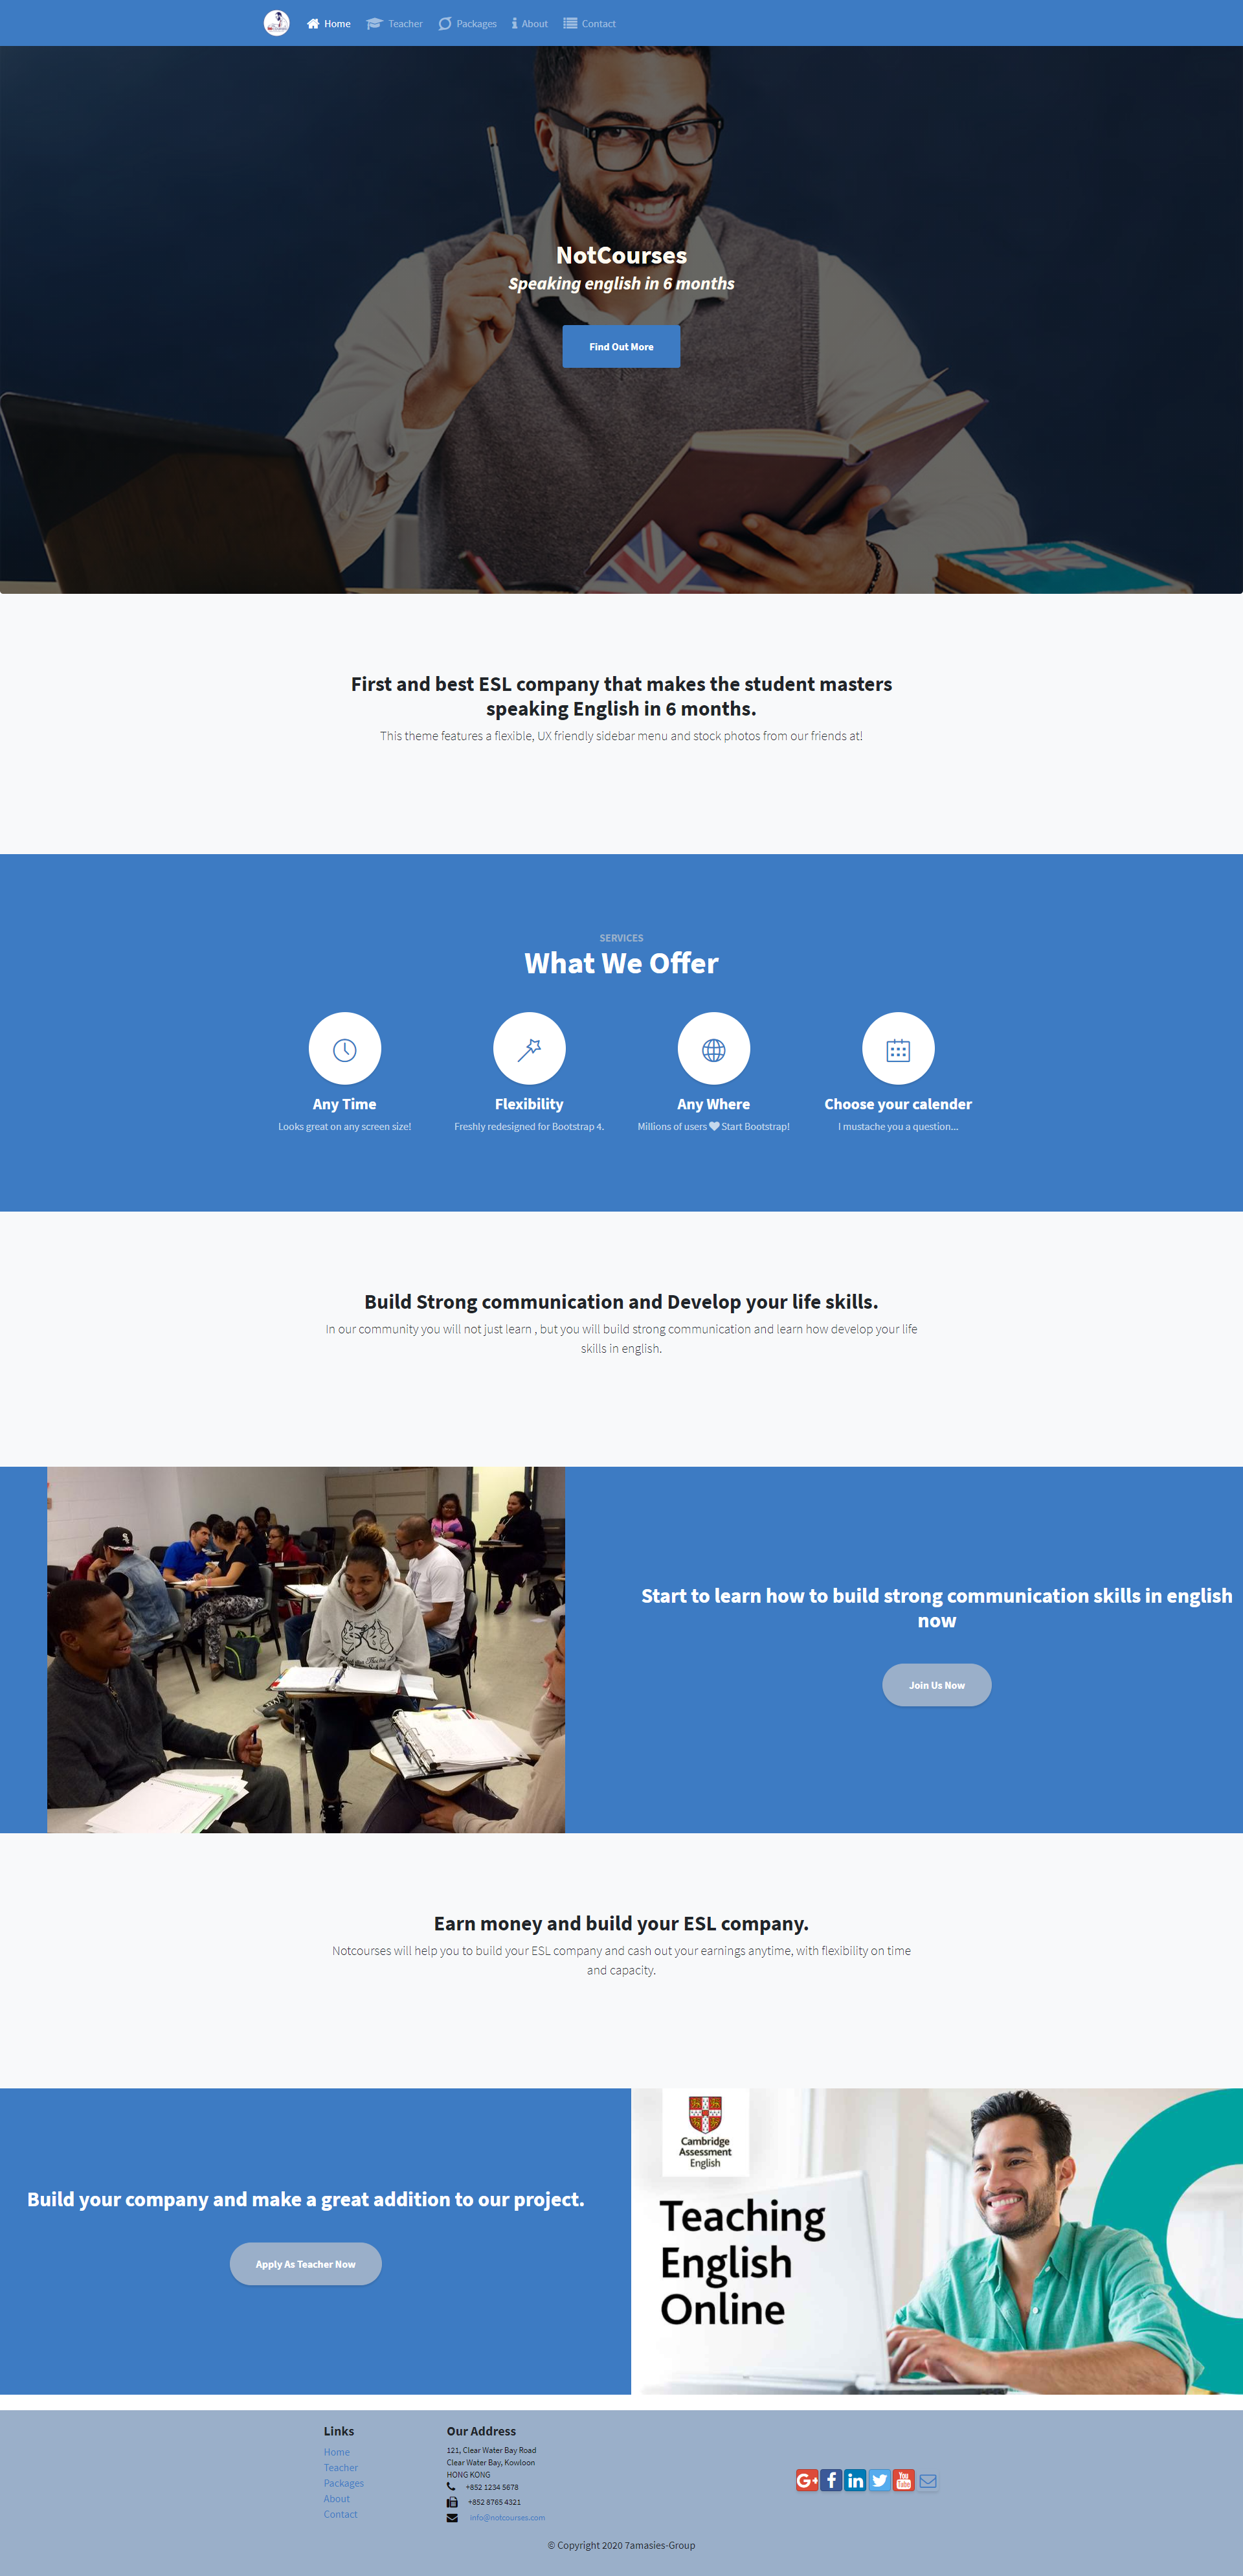 Home Teacher Packages About Contact
NotCourses
Speaking english in 6 months
Find Out More
First and best ESL company that makes the student masters
speaking English in 6 months.
This theme features a flexible, UX friendly sidebar menu and stock photos from our friends at!
SERVICES
What We Offer
Any Time
Looks great on any screen size!
Flexibility
Freshly redesigned for Bootstrap 4.
Any Where
Millions of users Start Bootstrap!
Choose your calender
I mustache you a question...
Build Strong communication and Develop your life skills.
In our community you will not just learn , but you will build strong communication and learn how develop your life
skills in english.
Start to learn how to build strong communication skills in english
now
Join Us Now
Earn money and build your ESL company.
Notcourses will help you to build your ESL company and cash out your earnings anytime, with flexibility on time
and capacity.
Build your company and make a great addition to our project.
Apply As Teacher Now
Cambridge
Assessment
English
Teaching
English
Online
Links
Home
Teacher
Packages
About
Contact
Our Address
121, Clear Water Bay Road
Clear Water Bay, Kowloon
HONG KONG
+852 1234 5678
+852 8765 4321
info@notcourses.com
You
Tube
© Copyright 2020 7amasies-Group